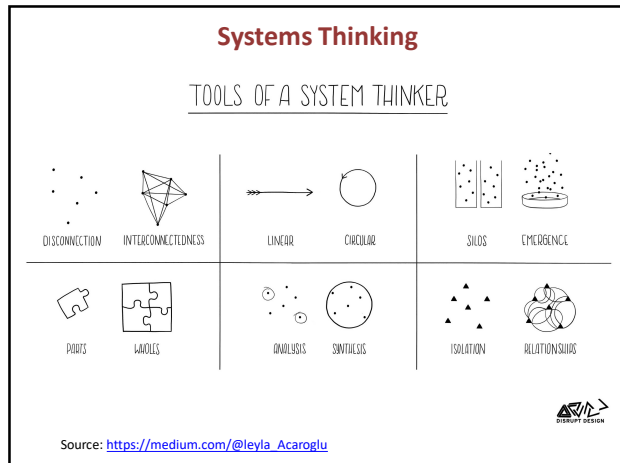 Systems Thinking
TOOLS OF A SYSTEM THINKER
DISCONNECTION INTERCONNECTEDNESS
LINEAR CIRCULAR
SILOS EMERGENCE
PARTS WHOLES
ANALYSIS SYNTHESIS
ISOLATION RELATIONSHIPS
DISRUPT DESIGN
Source: https://medium.com/@leyla_Acaroglu